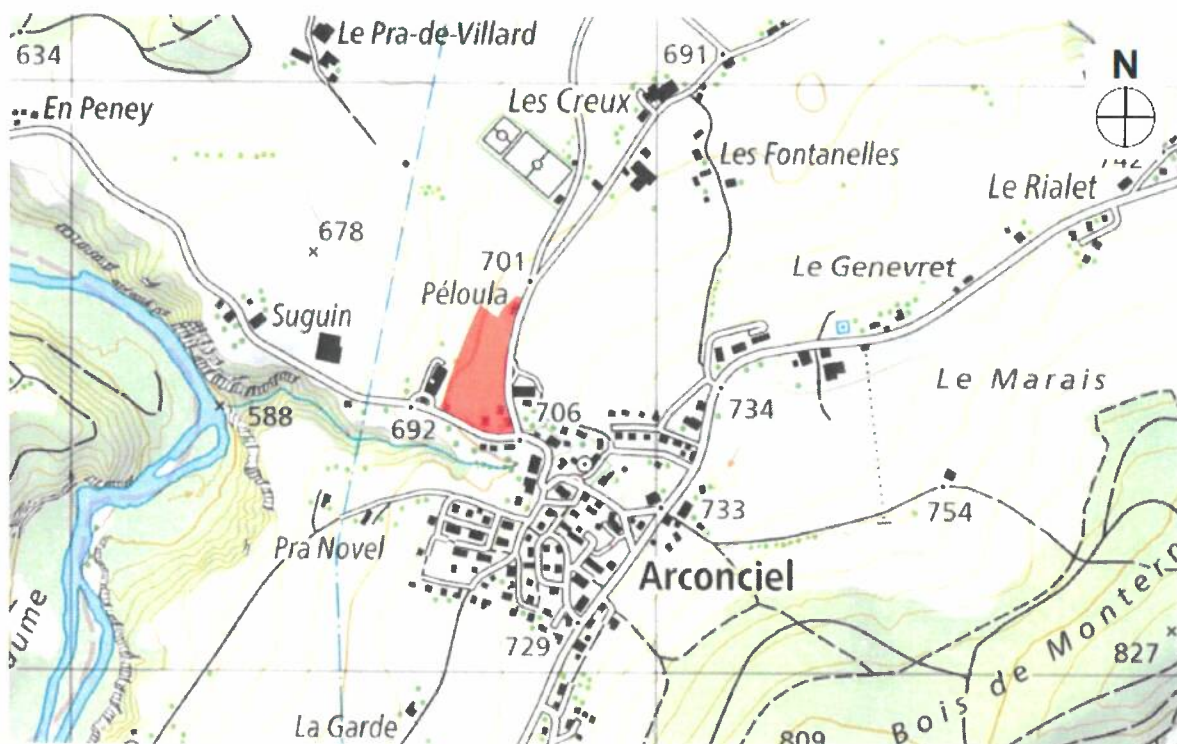 634
Le Pra-de-Villard
691
N
En Peney
Les Creux
Les Fontanelles
742
Le Rialet
678
701
Le Genevret
Péloula
Suguin
Le Marais
588
692
706
734
733
754
Pra Novel
Arconciel
729
827
Bois de Montern
La Garde
809